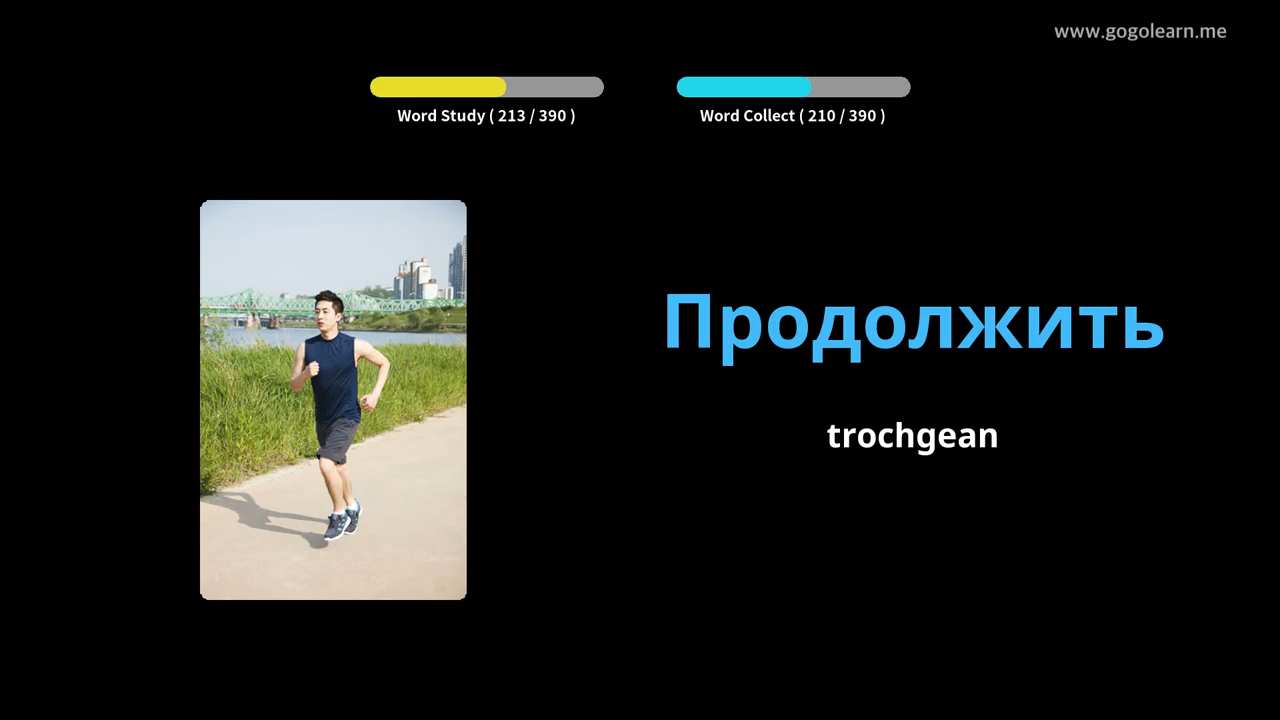 www.gogolearn.me
Word Study ( 213 / 390 )
Word Collect ( 210 / 390 )
Продолжить
trochgean